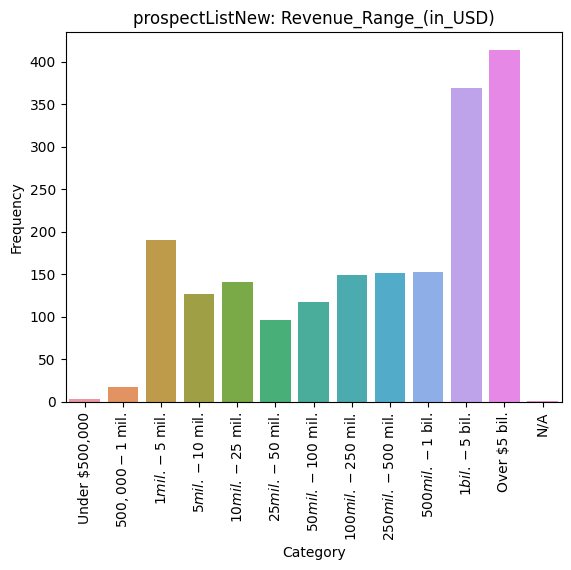 prospectListNew: Revenue_Range_(in_USD)
Frequency
400
350
300
250
200
150
100
50
0
Under $500,000
500,000-1 mil.
1mil.-5 mil.
5mil.-10 mil.
10mil.-25 mil.
25mil.-50 mil.
50mil.-100 mil.
100mil.-250 mil.
250mil.-500 mil.
500mil.-1 bil.
1bil.-5 bil.
Over $5 bil.
N/A
Category